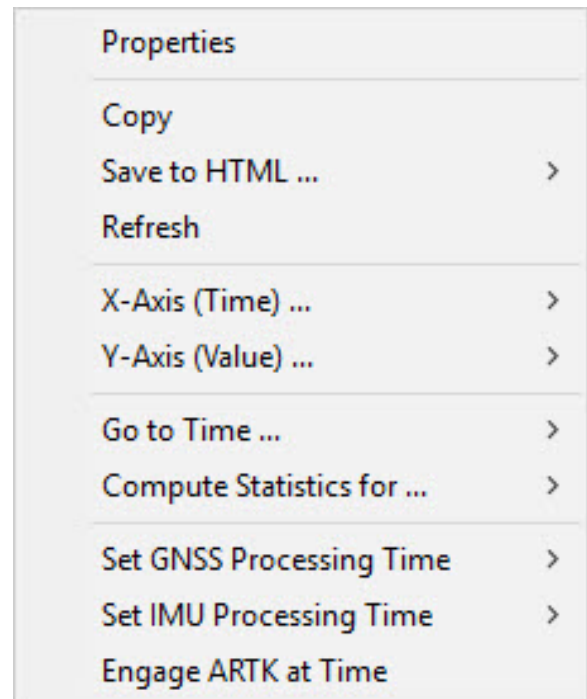 Properties
Copy
Save to HTML ...
Refresh
X-Axis (Time) ...
Y-Axis (Value) ...
Go to Time ...
Compute Statistics for ...
Set GNSS Processing Time
Set IMU Processing Time
Engage ARTK at Time